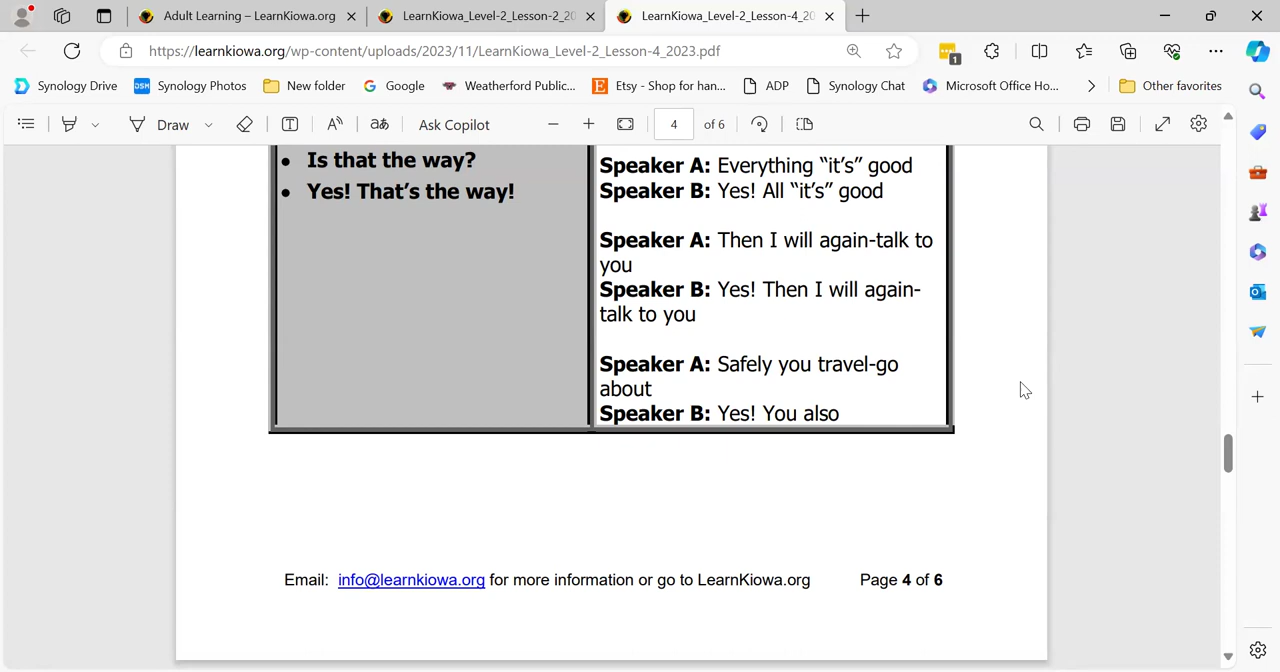 Adult Learning – LearnKiowa.org
LearnKiowa_Level-2_Lesson-2_20
LearnKiowa_Level-2_Lesson-4_20
https://learnkiowa.org/wp-content/uploads/2023/11/LearnKiowa_Level-2_Lesson-4_2023.pdf
1
Synology Drive
DSM Synology Photos
New folder
Google
Weatherford Public...
Etsy - Shop for han...
ADP
Synology Chat
Microsoft Office Ho...
Other favorites
Draw
Ask Copilot
4 of 6
• Is that the way?
• Yes! That’s the way!
Speaker A: Everything “it’s” good
Speaker B: Yes! All “it’s” good
Speaker A: Then I will again-talk to
you
Speaker B: Yes! Then I will again-
talk to you
Speaker A: Safely you travel-go
about
Speaker B: Yes! You also
Email: info@learnkiowa.org for more information or go to LearnKiowa.org
Page 4 of 6